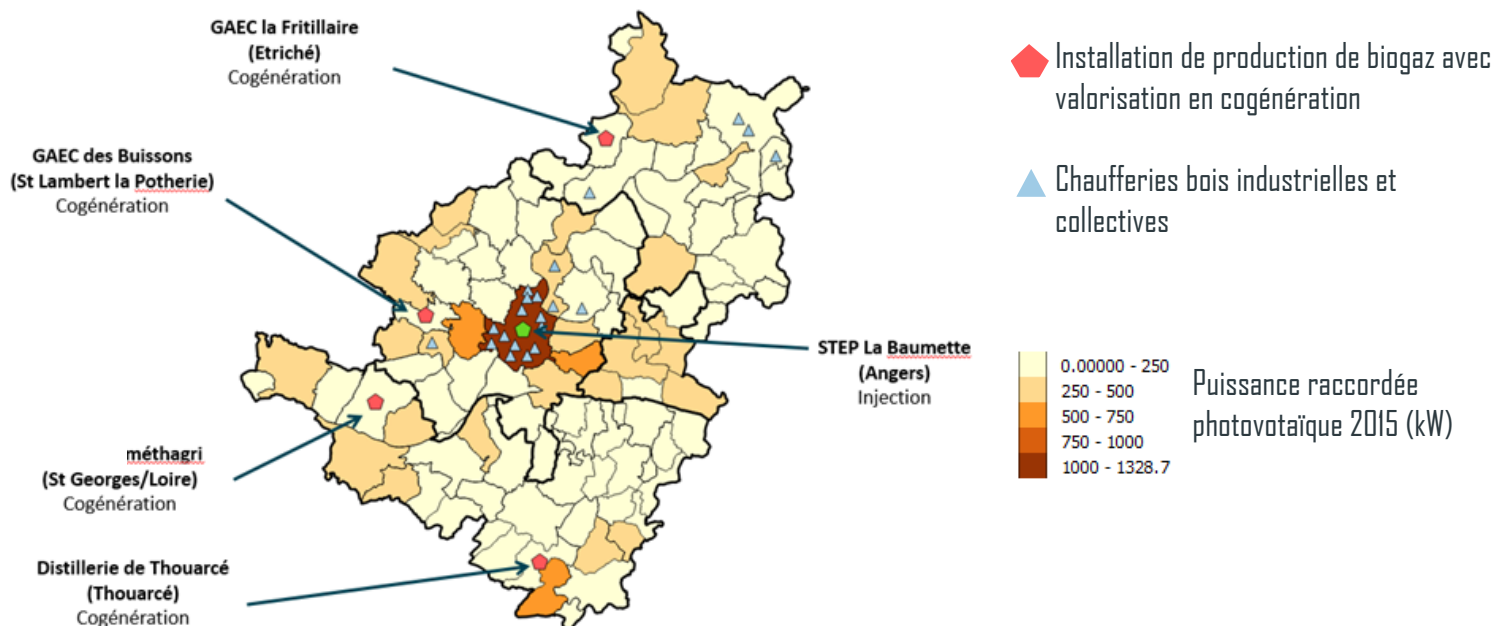 GAEC la Fritillaire
(Etriché)
Cogénération
GAEC des Buissons
(St Lambert la Potherie)
Cogénération
méthagri
(St Georges/Loire)
Cogénération
Distillerie de Thouarcé
(Thouarcé)
Cogénération
STEP La Baumette
(Angers)
Injection
Installation de production de biogaz avec
valorisation en cogénération
Chaufferies bois industrielles et
collectives
0.00000 - 250
250 - 500
500 - 750
750 - 1000
1000 - 1328.7
Puissance raccordée
photovotaïque 2015 (kW)